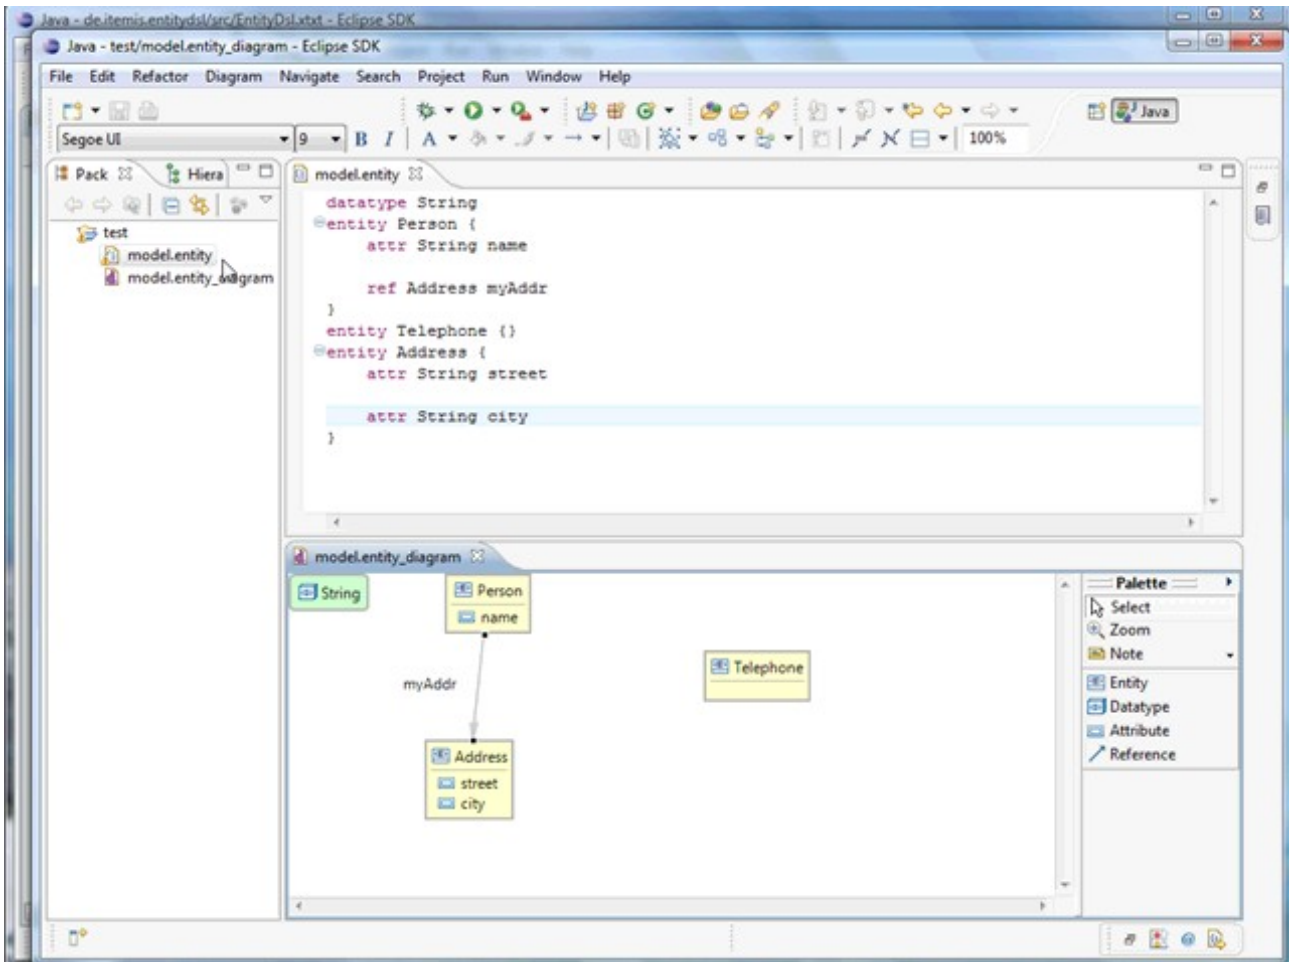 Java - de.itemis.entitydsl/src/EntityDsl.xtxt - Eclipse SDK
Java - test/model.entity_diagram - Eclipse SDK
File Edit Refactor Diagram Navigate Search Project Run Window Help
Java
Segoe UI 9 B I A 100%
Pack Hiera
model.entity
test
model.entity
model.entity_diagram
datatype String
entity Person {
attr String name
ref Address myAddr
}
entity Telephone {}
entity Address {
attr String street
attr String city
}
model.entity_diagram
String
Person
name
myAddr
Telephone
Address
street
city
Palette
Select
Zoom
Note
Entity
Datatype
Attribute
Reference